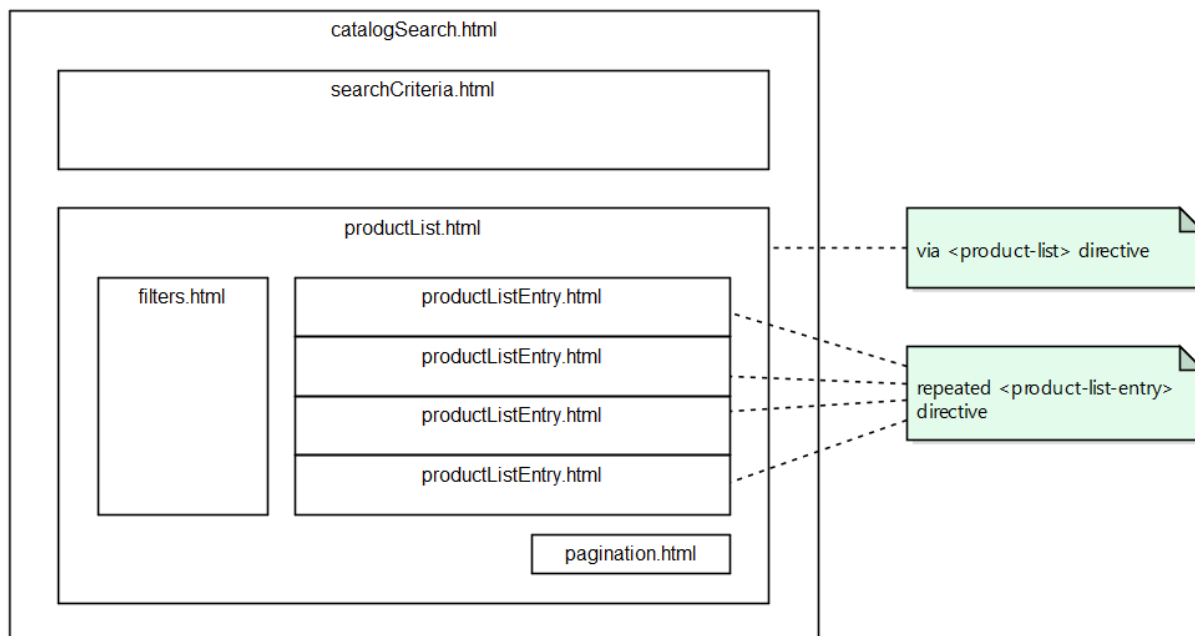 catalogSearch.html
searchCriteria.html
productList.html
via <product-list> directive
filters.html
productListEntry.html
productListEntry.html
productListEntry.html
productListEntry.html
repeated <product-list-entry>
directive
pagination.html